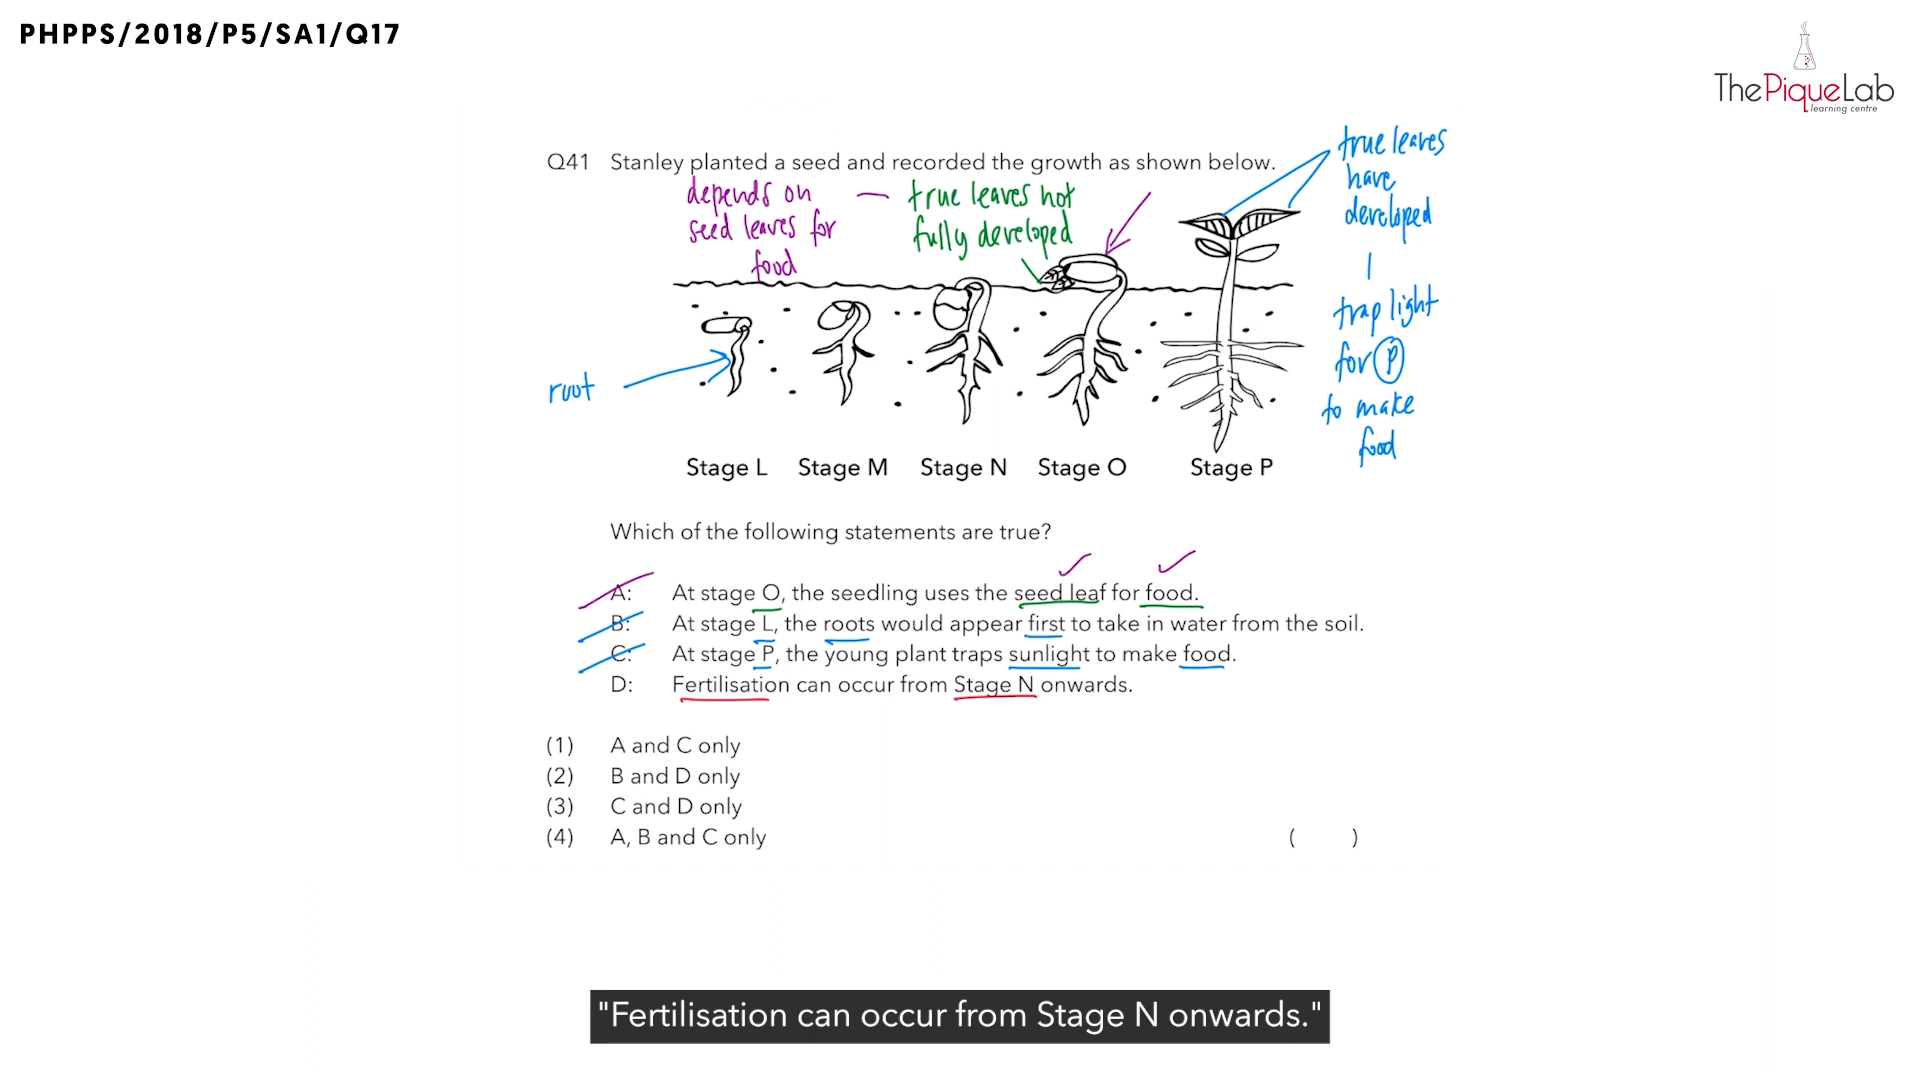 PHPPS/2018/P5/SA1/Q17
ThePiqueLab
learning centre
Q41 Stanley planted a seed and recorded the growth as shown below.
depends on
seed leaves for
food
true leaves not
fully developed
true leaves
have
developed
trap light
for P
to make
food
root
Stage L Stage M Stage N Stage O Stage P
Which of the following statements are true?
A: At stage O, the seedling uses the seed leaf for food.
B: At stage L, the roots would appear first to take in water from the soil.
C: At stage P, the young plant traps sunlight to make food.
D: Fertilisation can occur from Stage N onwards.
(1) A and C only
(2) B and D only
(3) C and D only
(4) A, B and C only ( )
"Fertilisation can occur from Stage N onwards."